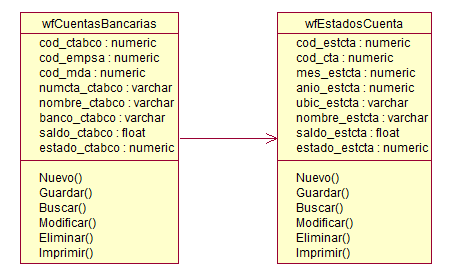 wfCuentasBancarias
cod_ctabco : numeric
cod_empsa : numeric
cod_mda : numeric
numcta_ctabco : varchar
nombre_ctabco : varchar
banco_ctabco : varchar
saldo_ctabco : float
estado_ctabco : numeric
Nuevo()
Guardar()
Buscar()
Modificar()
Eliminar()
Imprimir()
wfEstadosCuenta
cod_estcta : numeric
cod_cta : numeric
mes_estcta : numeric
anio_estcta : numeric
ubic_estcta : varchar
nombre_estcta : varchar
saldo_estcta : float
estado_estcta : numeric
Nuevo()
Guardar()
Buscar()
Modificar()
Eliminar()
Imprimir()